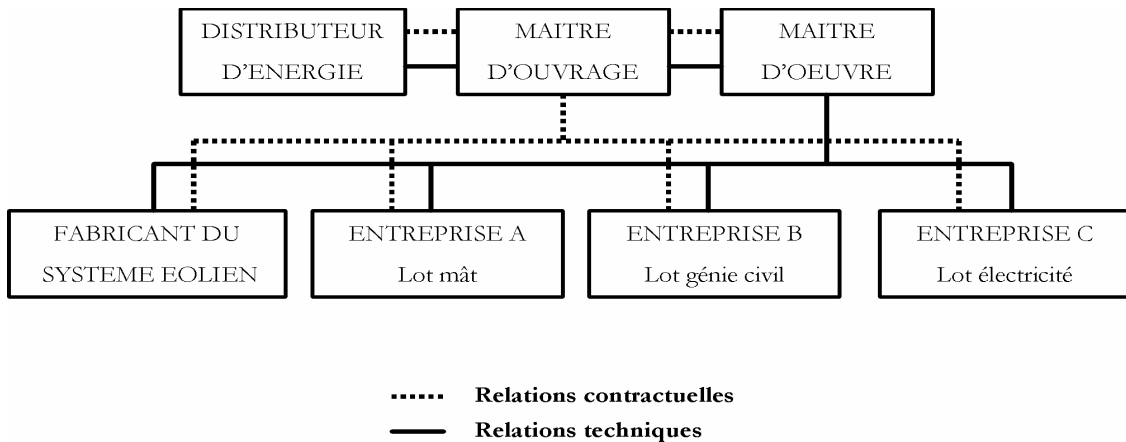 DISTRIBUTEUR
D'ENERGIE
MAITRE
D'OUVRAGE
MAITRE
D'OEUVRE
FABRICANT DU
SYSTEME EOLIEN
ENTREPRISE A
Lot mât
ENTREPRISE B
Lot génie civil
ENTREPRISE C
Lot électricité
Relations contractuelles
Relations techniques